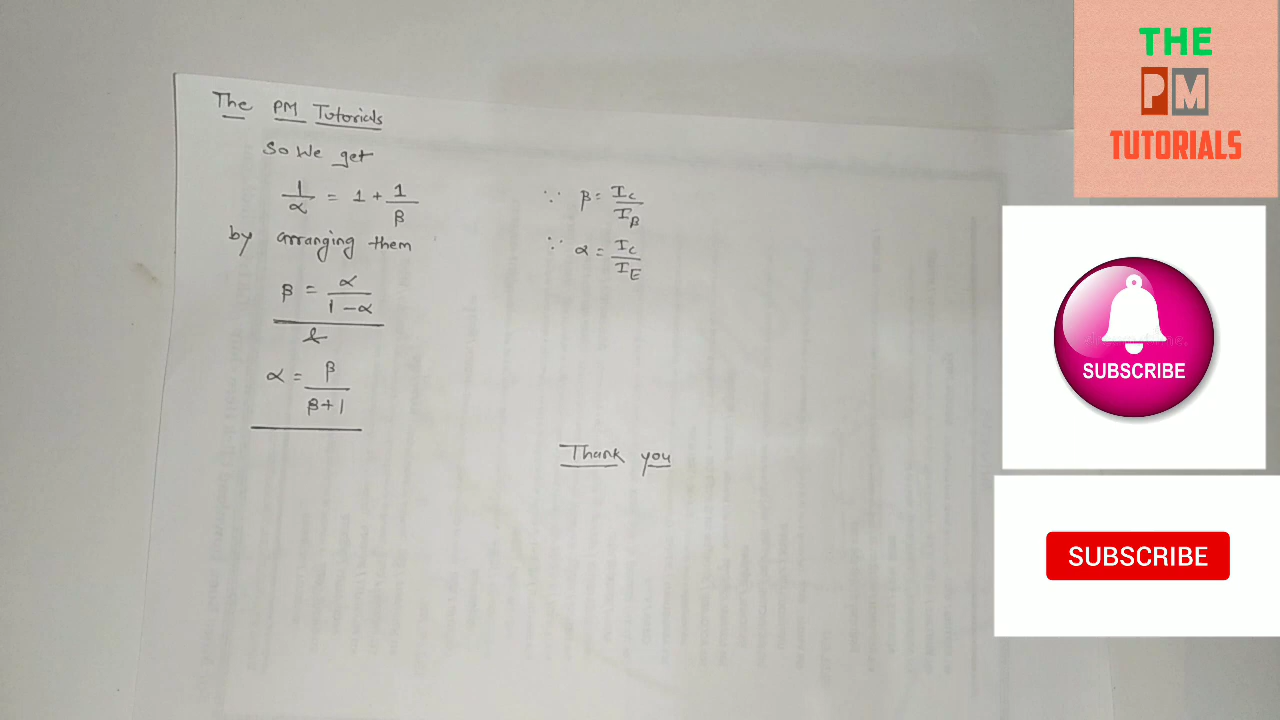 The PM Tutorials
So We get
1/α = 1 + 1/β
by arranging them
β = α/1-α
&
α = β/β+1
∵ β = I_C/I_B
∵ α = I_C/I_E
Thank you
THE
PM
TUTORIALS
SUBSCRIBE
SUBSCRIBE